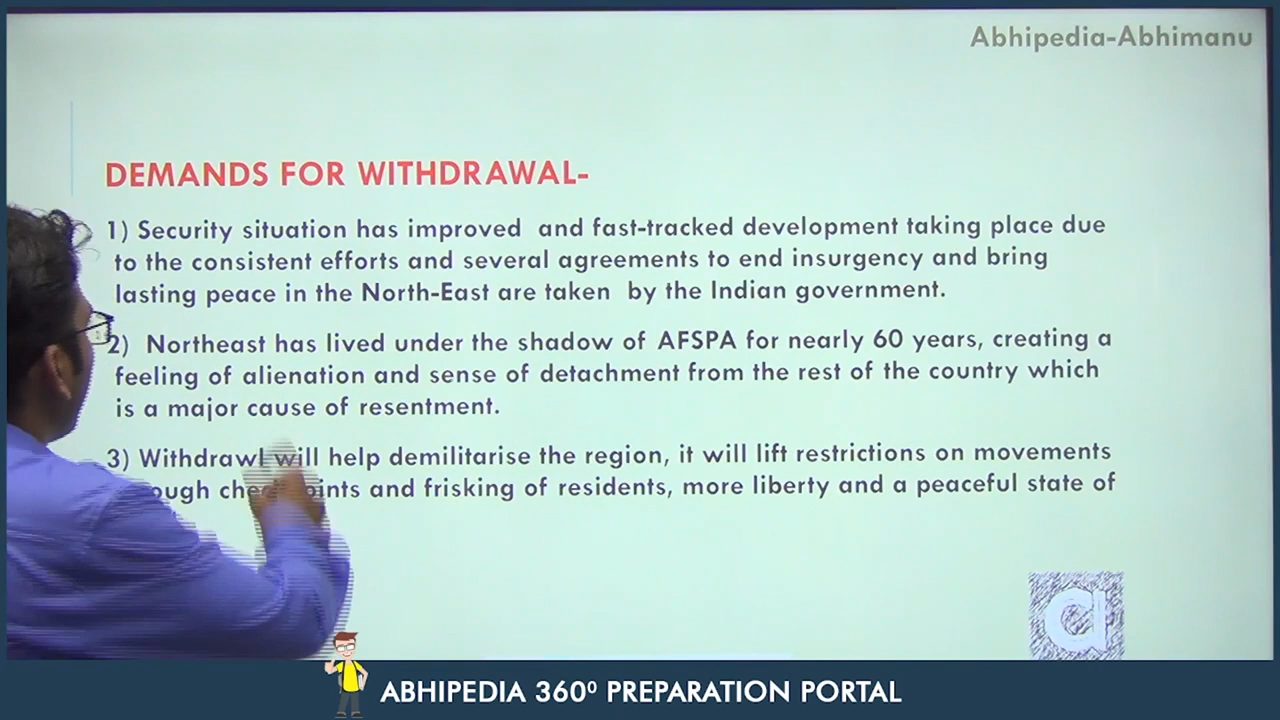 Abhipedia-Abhimanu
DEMANDS FOR WITHDRAWAL-
1) Security situation has improved and fast-tracked development taking place due
to the consistent efforts and several agreements to end insurgency and bring
lasting peace in the North-East are taken by the Indian government.
2) Northeast has lived under the shadow of AFSPA for nearly 60 years, creating a
feeling of alienation and sense of detachment from the rest of the country which
is a major cause of resentment.
3) Withdrawl will help demilitarise the region, it will lift restrictions on movements
and frisking of residents, more liberty and a peaceful state of
a
ABHIPEDIA 360⁰ PREPARATION PORTAL